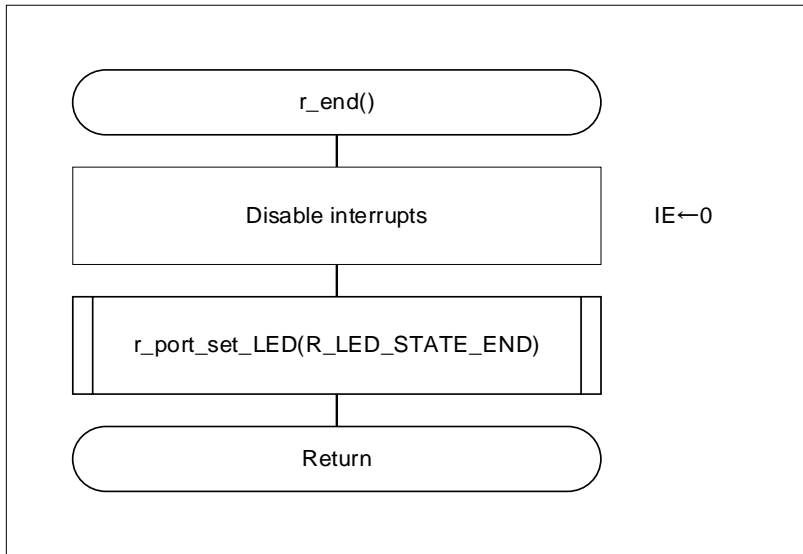 r_end()
Disable interrupts
IE←0
r_port_set_LED(R_LED_STATE_END)
Return